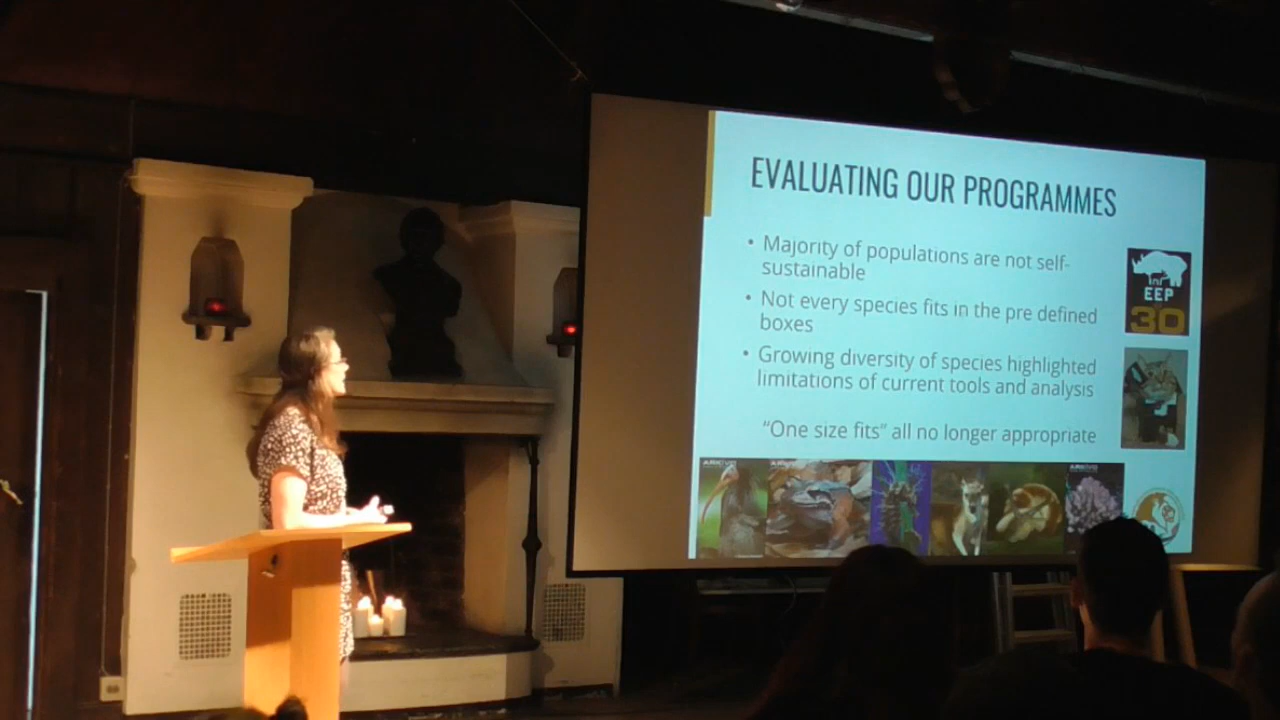 EVALUATING OUR PROGRAMMES
• Majority of populations are not self-
sustainable
• Not every species fits in the pre defined
boxes
• Growing diversity of species highlighted
limitations of current tools and analysis
"One size fits" all no longer appropriate
EEP
30